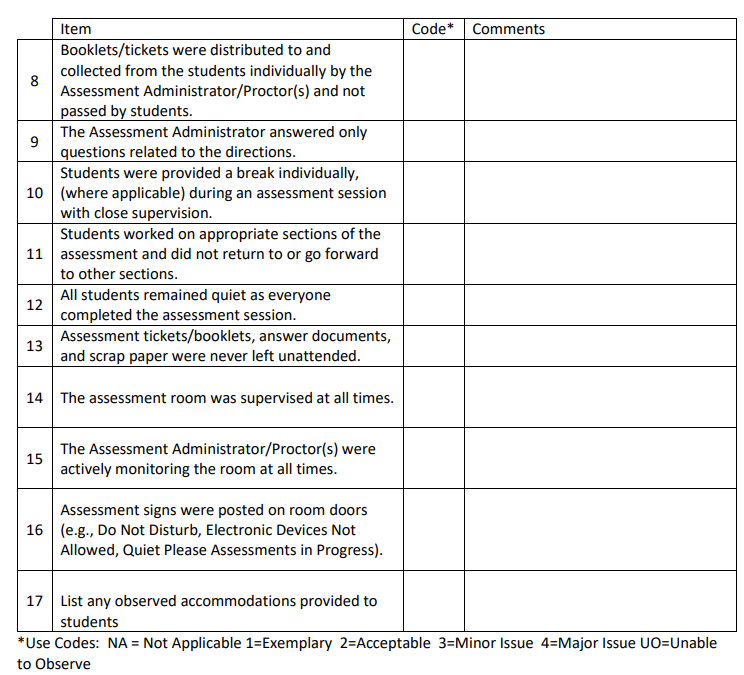 Item Code* Comments
8 Booklets/tickets were distributed to and
collected from the students individually by the
Assessment Administrator/Proctor(s) and not
passed by students.
9 The Assessment Administrator answered only
questions related to the directions.
10 Students were provided a break individually,
(where applicable) during an assessment session
with close supervision.
11 Students worked on appropriate sections of the
assessment and did not return to or go forward
to other sections.
12 All students remained quiet as everyone
completed the assessment session.
13 Assessment tickets/booklets, answer documents,
and scrap paper were never left unattended.
14 The assessment room was supervised at all times.
15 The Assessment Administrator/Proctor(s) were
actively monitoring the room at all times.
16 Assessment signs were posted on room doors
(e.g., Do Not Disturb, Electronic Devices Not
Allowed, Quiet Please Assessments in Progress).
17 List any observed accommodations provided to
students
*Use Codes: NA = Not Applicable 1=Exemplary 2=Acceptable 3=Minor Issue 4=Major Issue UO=Unable
to Observe